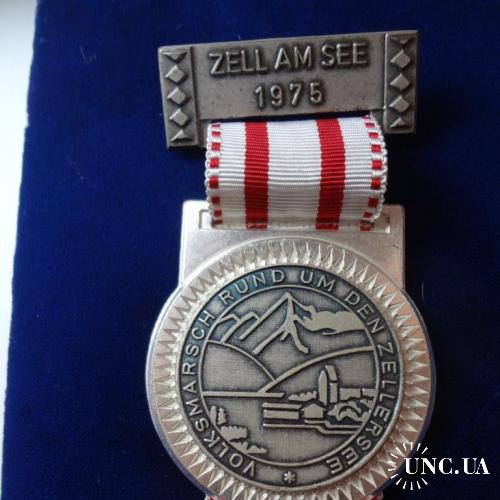 ZELL AM SEE
1975
VOLKSMARSCH RUND UM DEN ZELLERSEE
UNC.UA